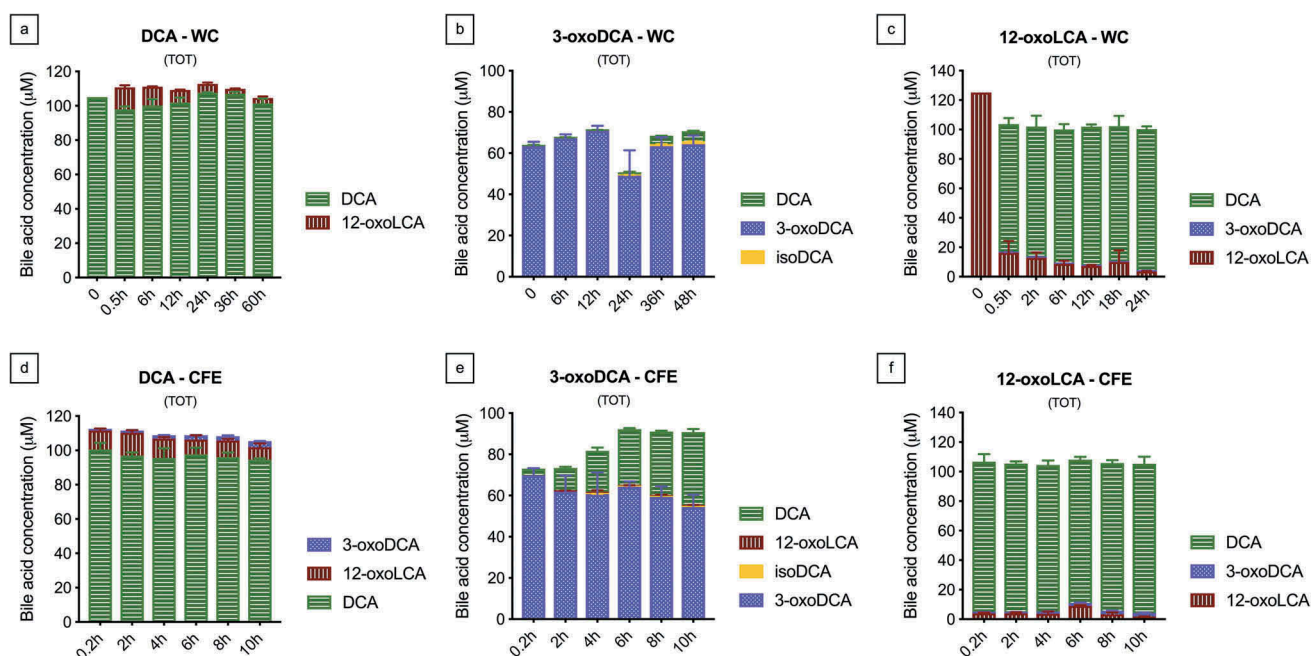 a
DCA - WC
(TOT)
Bile acid concentration (μM)
120
100
80
60
40
20
0
0
0.5h
6h
12h
24h
36h
60h
DCA
12-oxoLCA
b
3-oxoDCA - WC
(TOT)
Bile acid concentration (μM)
100
80
60
40
20
0
0
6h
12h
24h
36h
48h
DCA
3-oxoDCA
isoDCA
c
12-oxoLCA - WC
(TOT)
Bile acid concentration (μM)
140
120
100
80
60
40
20
0
0
0.5h
2h
6h
12h
18h
24h
DCA
3-oxoDCA
12-oxoLCA
d
DCA - CFE
(TOT)
Bile acid concentration (μM)
120
100
80
60
40
20
0
0.2h
2h
4h
6h
8h
10h
3-oxoDCA
12-oxoLCA
DCA
e
3-oxoDCA - CFE
(TOT)
Bile acid concentration (μM)
100
80
60
40
20
0
0.2h
2h
4h
6h
8h
10h
DCA
12-oxoLCA
isoDCA
3-oxoDCA
f
12-oxoLCA - CFE
(TOT)
Bile acid concentration (μM)
140
120
100
80
60
40
20
0
0.2h
2h
4h
6h
8h
10h
DCA
3-oxoDCA
12-oxoLCA